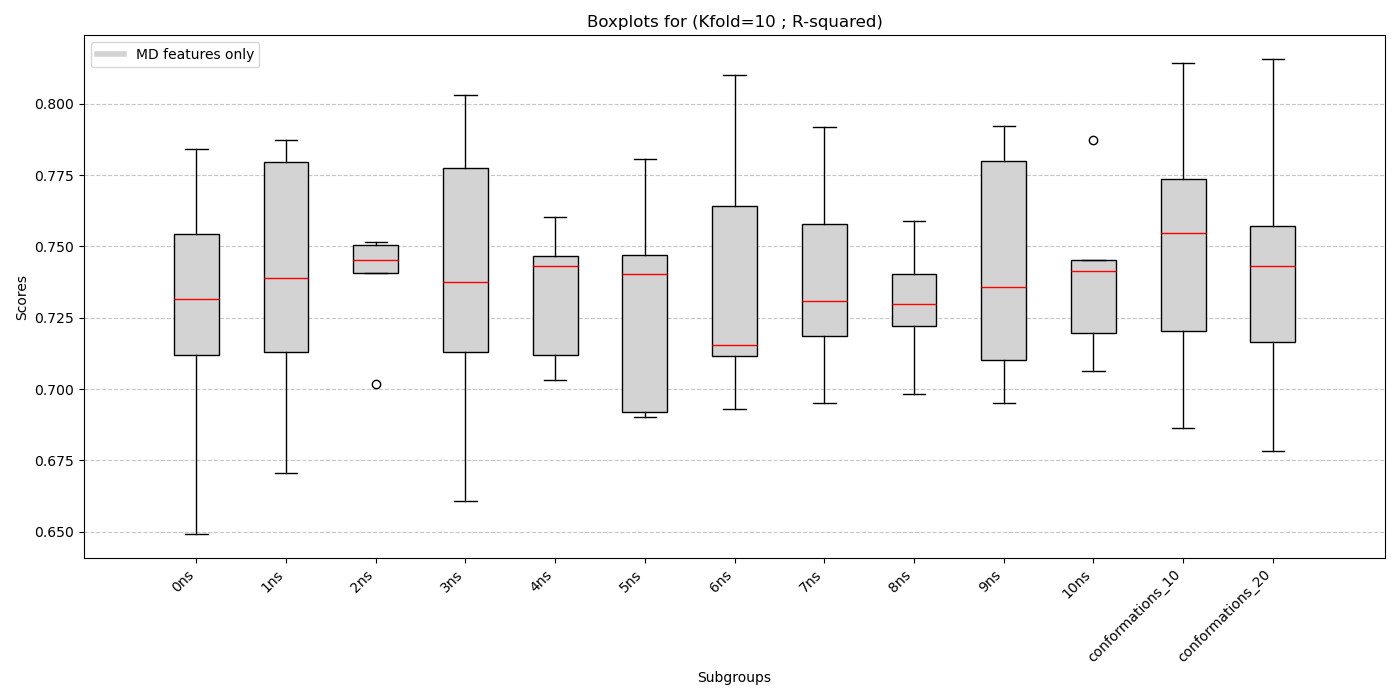 Boxplots for (Kfold=10 ; R-squared)
MD features only
Scores
0.800
0.775
0.750
0.725
0.700
0.675
0.650
0ns
1ns
2ns
3ns
4ns
5ns
6ns
7ns
8ns
9ns
10ns
conformations_10
conformations_20
Subgroups